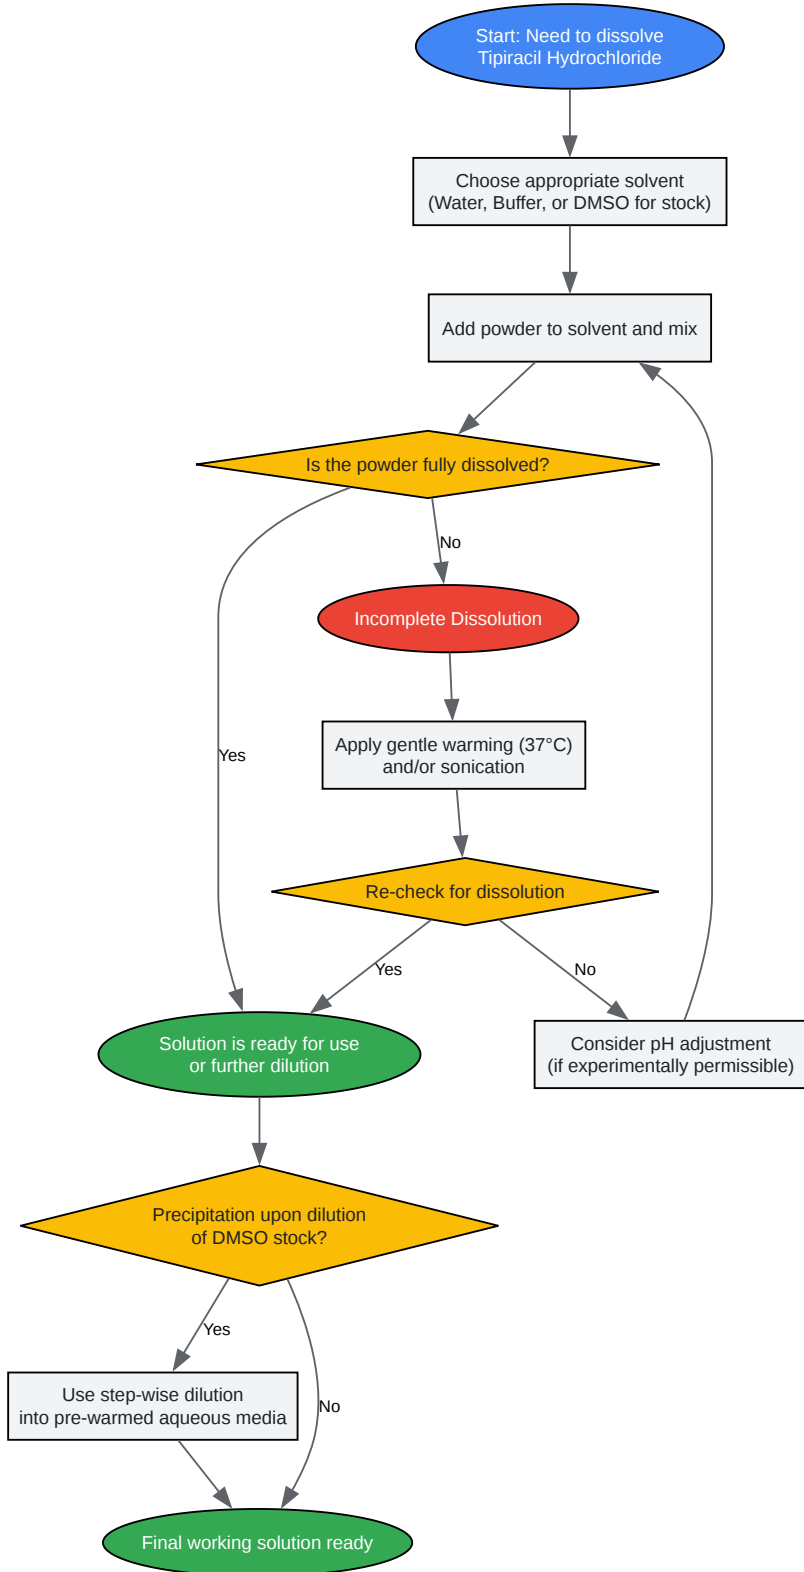 Start: Need to dissolve
Tipiracil Hydrochloride
Choose appropriate solvent
(Water, Buffer, or DMSO for stock)
Add powder to solvent and mix
Is the powder fully dissolved?
No
Incomplete Dissolution
Apply gentle warming (37°C)
and/or sonication
Yes
Re-check for dissolution
Yes
No
Solution is ready for use
or further dilution
Consider pH adjustment
(if experimentally permissible)
Precipitation upon dilution
of DMSO stock?
Yes
Use step-wise dilution
into pre-warmed aqueous media
No
Final working solution ready